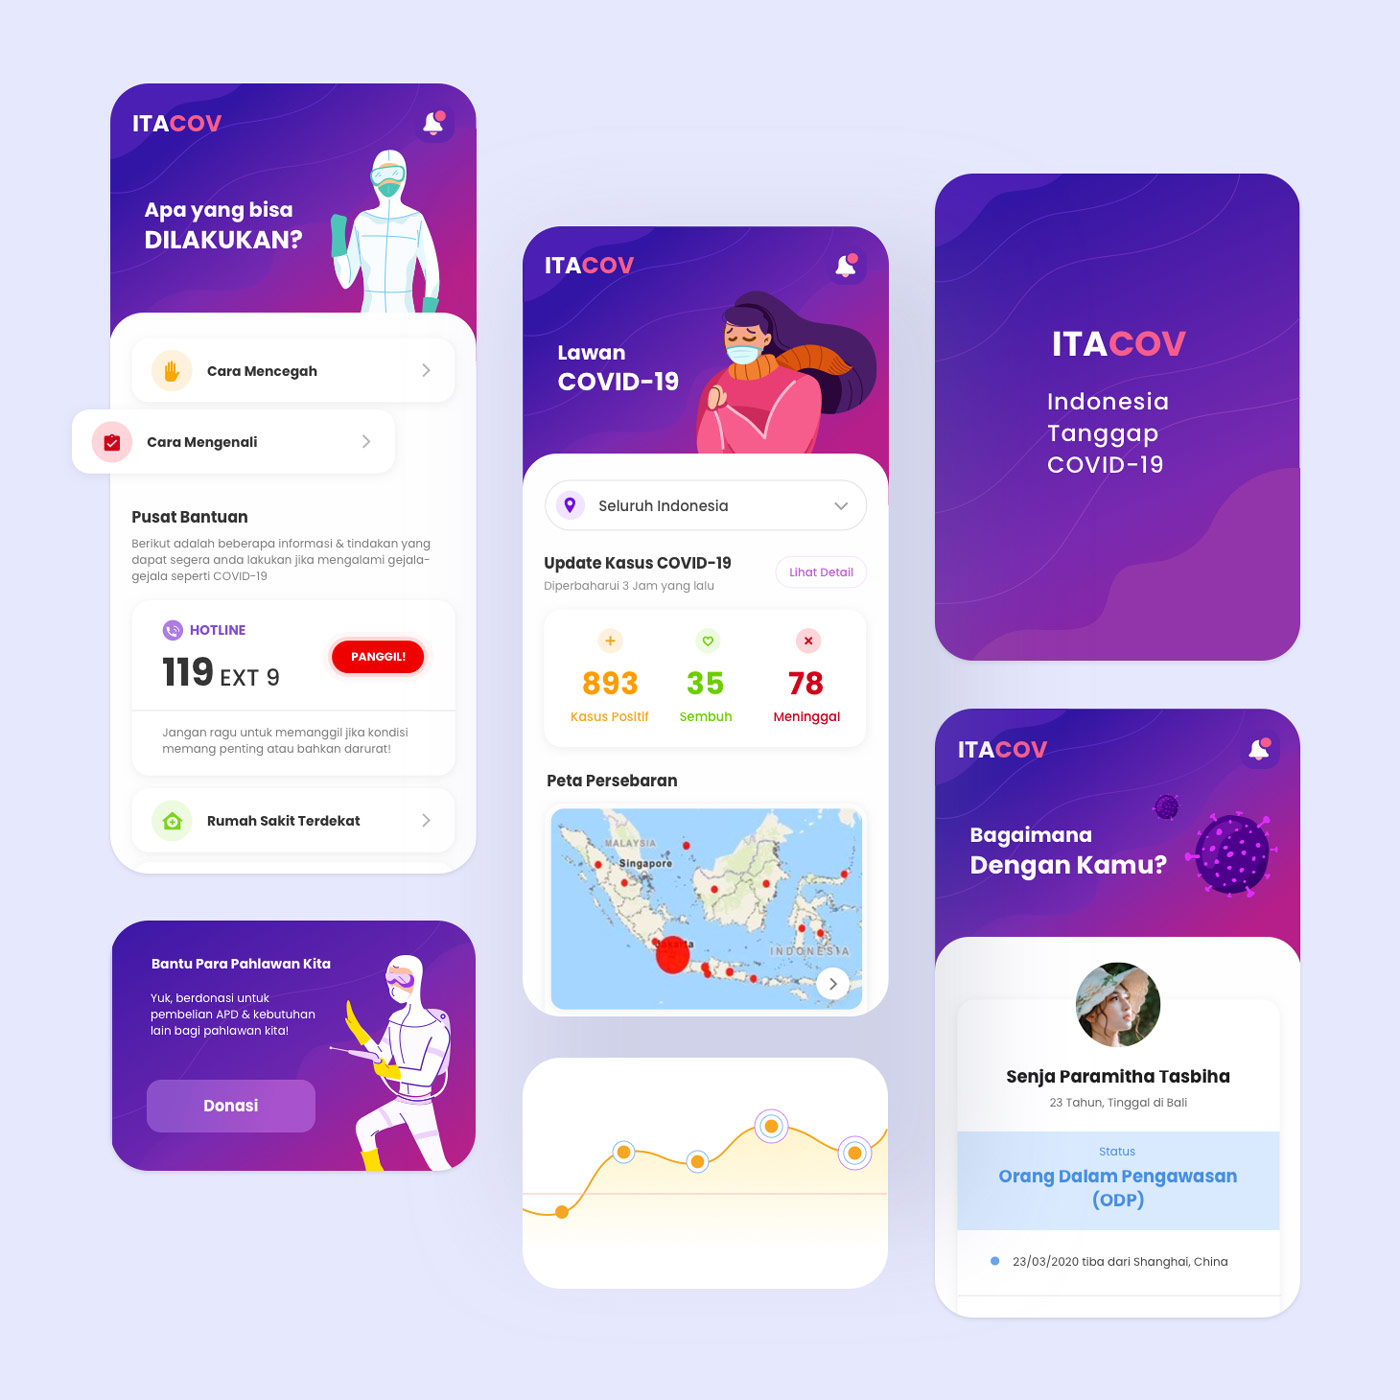 ITACOV
Apa yang bisa
DILAKUKAN?
Cara Mencegah
Cara Mengenali
Pusat Bantuan
Berikut adalah beberapa informasi & tindakan yang
dapat segera anda lakukan jika mengalami gejala-
gejala seperti COVID-19
HOTLINE
119 EXT 9
PANGGIL!
Jangan ragu untuk memanggil jika kondisi
memang penting atau bahkan darurat!
Rumah Sakit Terdekat
Bantu Para Pahlawan Kita
Yuk, berdonasi untuk
pembelian APD & kebutuhan
lain bagi pahlawan kita!
Donasi
ITACOV
Lawan
COVID-19
Seluruh Indonesia
Update Kasus COVID-19
Diperbaharui 3 Jam yang lalu
Lihat Detail
893 35 78
Kasus Positif Sembuh Meninggal
Peta Persebaran
MALAYSIA
Singapore
Jakarta
INDONESIA
ITACOV
Indonesia
Tanggap
COVID-19
ITACOV
Bagaimana
Dengan Kamu?
Senja Paramitha Tasbiha
23 Tahun, Tinggal di Bali
Status
Orang Dalam Pengawasan
(ODP)
23/03/2020 tiba dari Shanghai, China